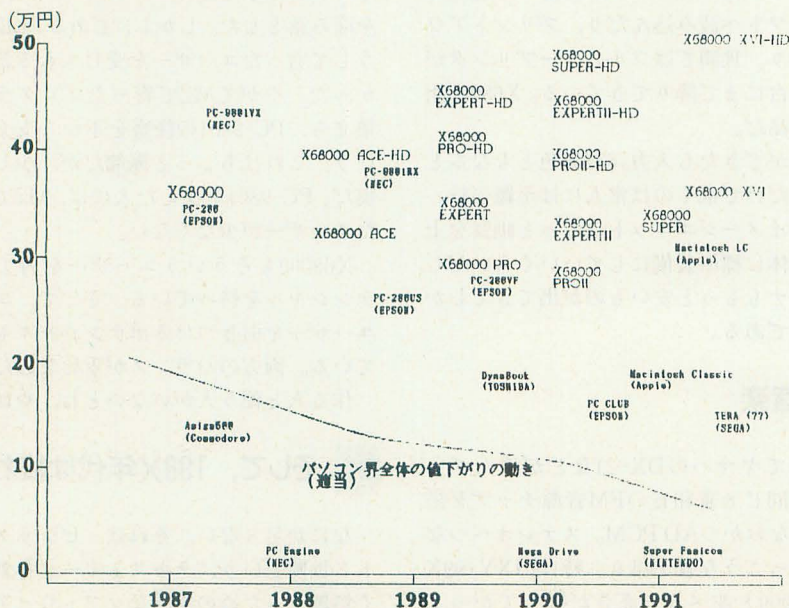 (万円)
50
X68000 XVI-HD
X68000
SUPER-HD
X68000
EXPERT-HD
X68000
EXPERTII-HD
PC-9801VX
(NEC)
40
X68000 ACE-HD
X68000
PRO-HD
X68000
PROII-HD
PC-9801RX
(NEC)
X68000
PC-286
(EPSON)
X68000
EXPERT
X68000 XVI
X68000
EXPERTII
X68000
SUPER
X68000 ACE
Macintosh LC
(Apple)
30
X68000 PRO
PC-286VF
(EPSON)
X68000
PROII
PC-286US
(EPSON)
20
DynaBook
(TOSHIBA)
Macintosh Classic
(Apple)
PC CLUB
(EPSON)
TERA (??)
(SEGA)
Amiga500
(Commodore)
10
パソコン界全体の値下がりの動き
(適当)
PC Engine
(NEC)
Mega Drive
(SEGA)
Super Famicom
(NINTENDO)
0
1987
1988
1989
1990
1991